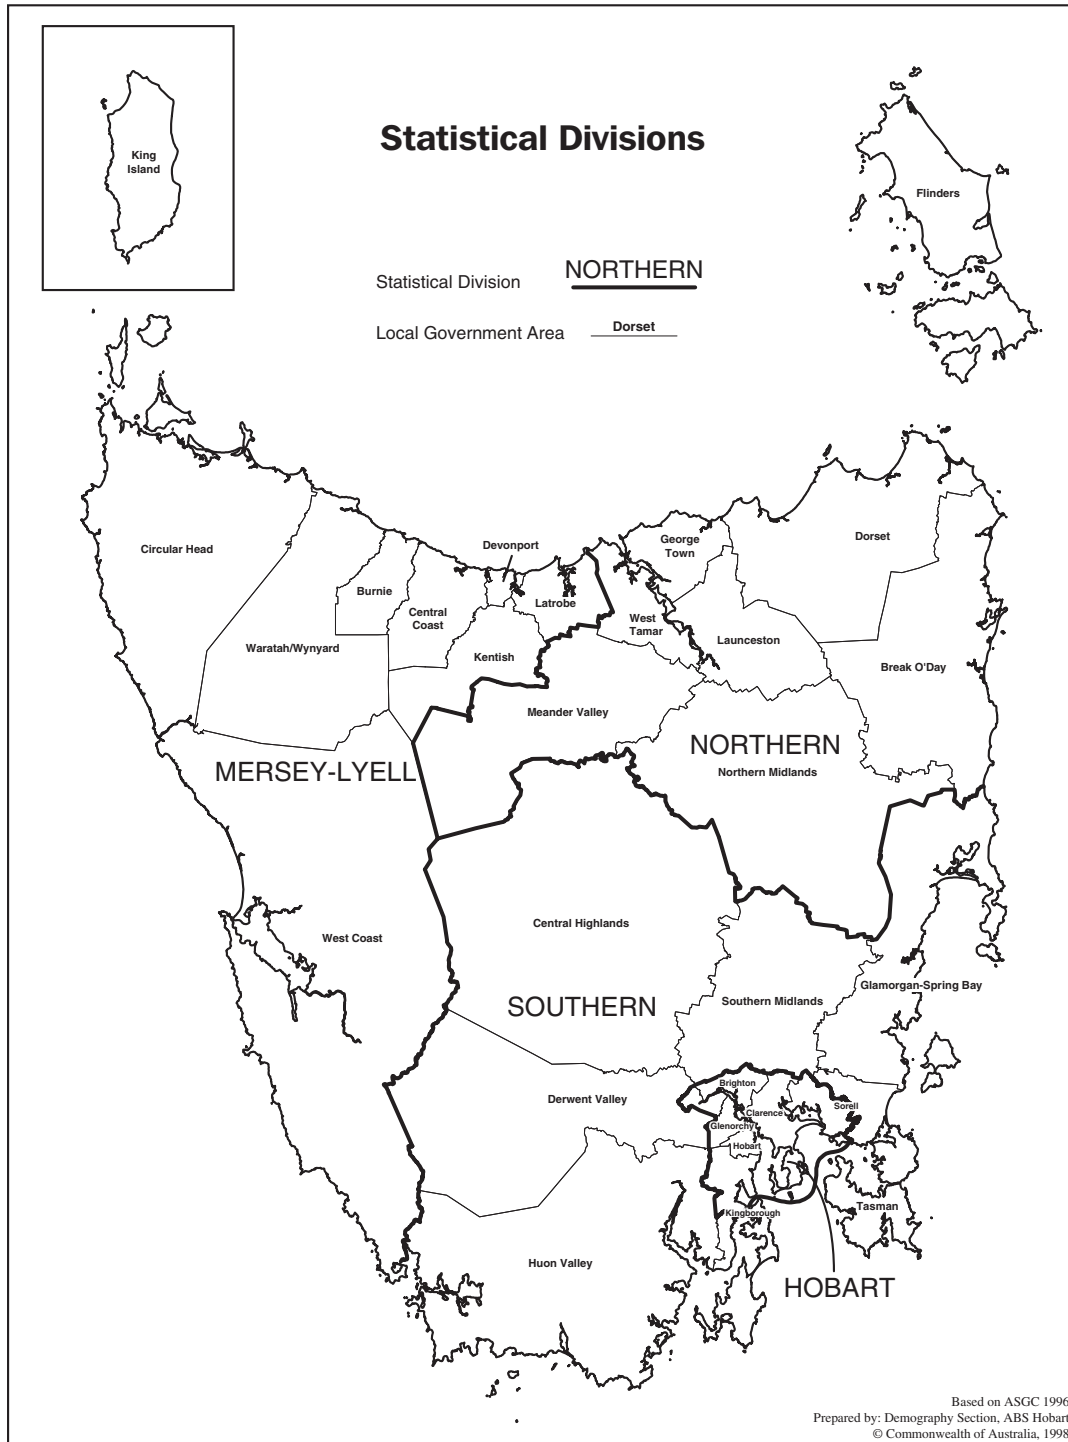 King
Island
Statistical Divisions
Flinders
Statistical Division NORTHERN
Local Government Area Dorset
Circular Head
Devonport
George
Town
Dorset
Burnie
Latrobe
Central
Coast
West
Tamar
Launceston
Waratah/Wynyard
Kentish
Break O'Day
Meander Valley
NORTHERN
MERSEY-LYELL
Northern Midlands
Central Highlands
West Coast
Glamorgan-Spring Bay
SOUTHERN
Southern Midlands
Brighton
Derwent Valley
Clarence
Sorell
Glenorchy
Hobart
Kingborough
Tasman
Huon Valley
HOBART
Based on ASGC 1996
Prepared by: Demography Section, ABS Hobart
© Commonwealth of Australia, 1998